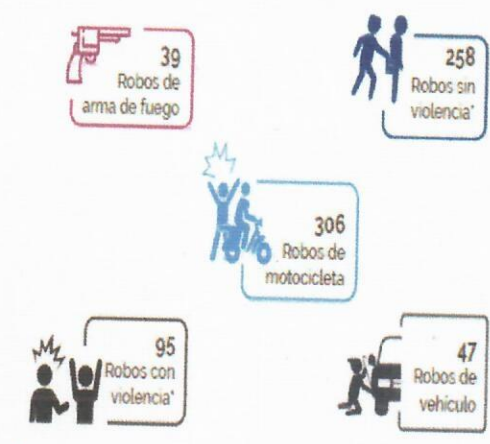 39
Robos de
arma de fuego
258
Robos sin
violencia*
306
Robos de
motocicleta
95
Robos con
violencia*
47
Robos de
vehículo